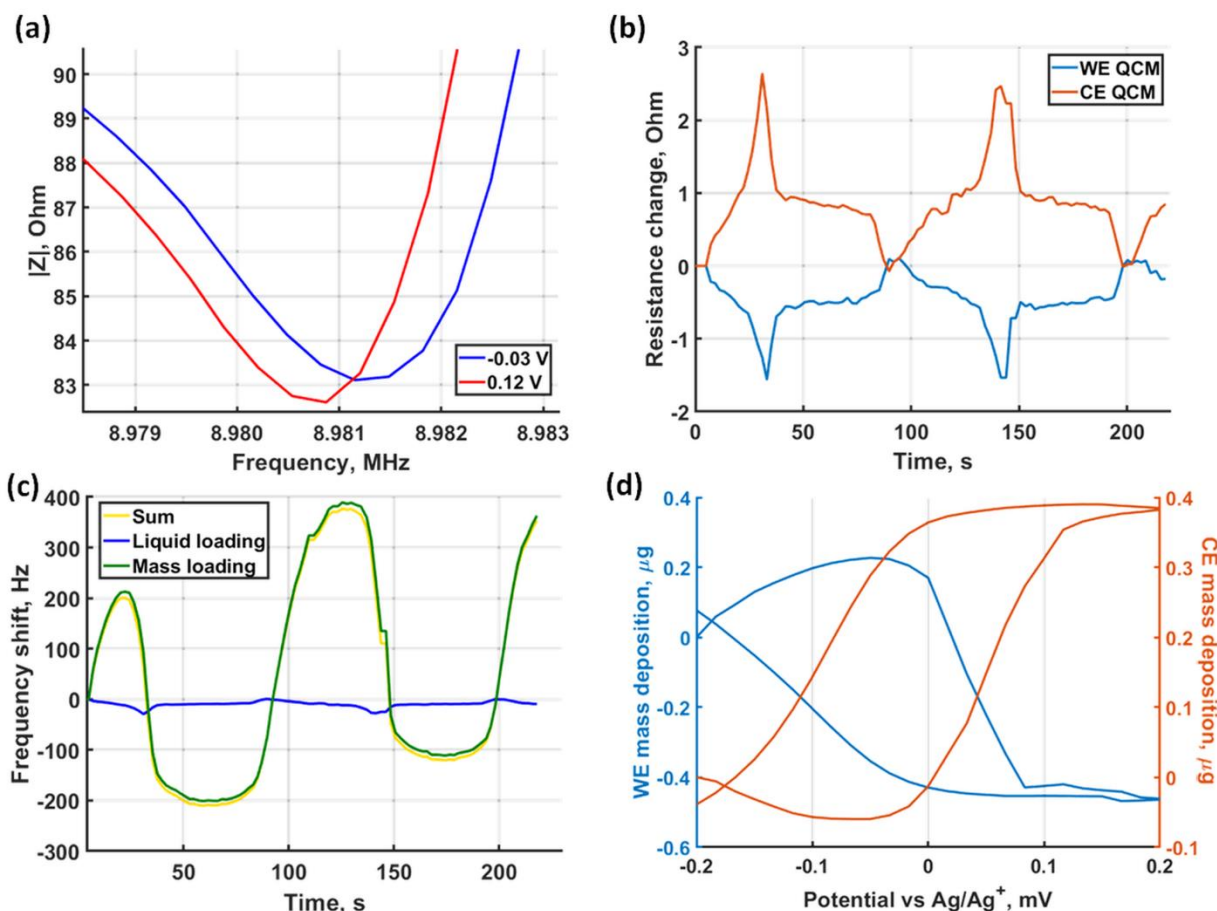 (a)
|Z|, Ohm
90
89
88
87
86
85
84
83
-0.03 V
0.12 V
8.979
8.980
8.981
8.982
8.983
Frequency, MHz
(b)
Resistance change, Ohm
3
2
1
0
-1
-2
WE QCM
CE QCM
0
50
100
150
200
Time, s
(c)
Frequency shift, Hz
400
300
200
100
0
-100
-200
-300
Sum
Liquid loading
Mass loading
50
100
150
200
Time, s
(d)
WE mass deposition, μg
0.4
0.2
0
-0.2
-0.4
-0.6
CE mass deposition, μg
0.4
0.3
0.2
0.1
0
-0.1
-0.2
-0.1
0
0.1
0.2
Potential vs Ag/Ag⁺, mV